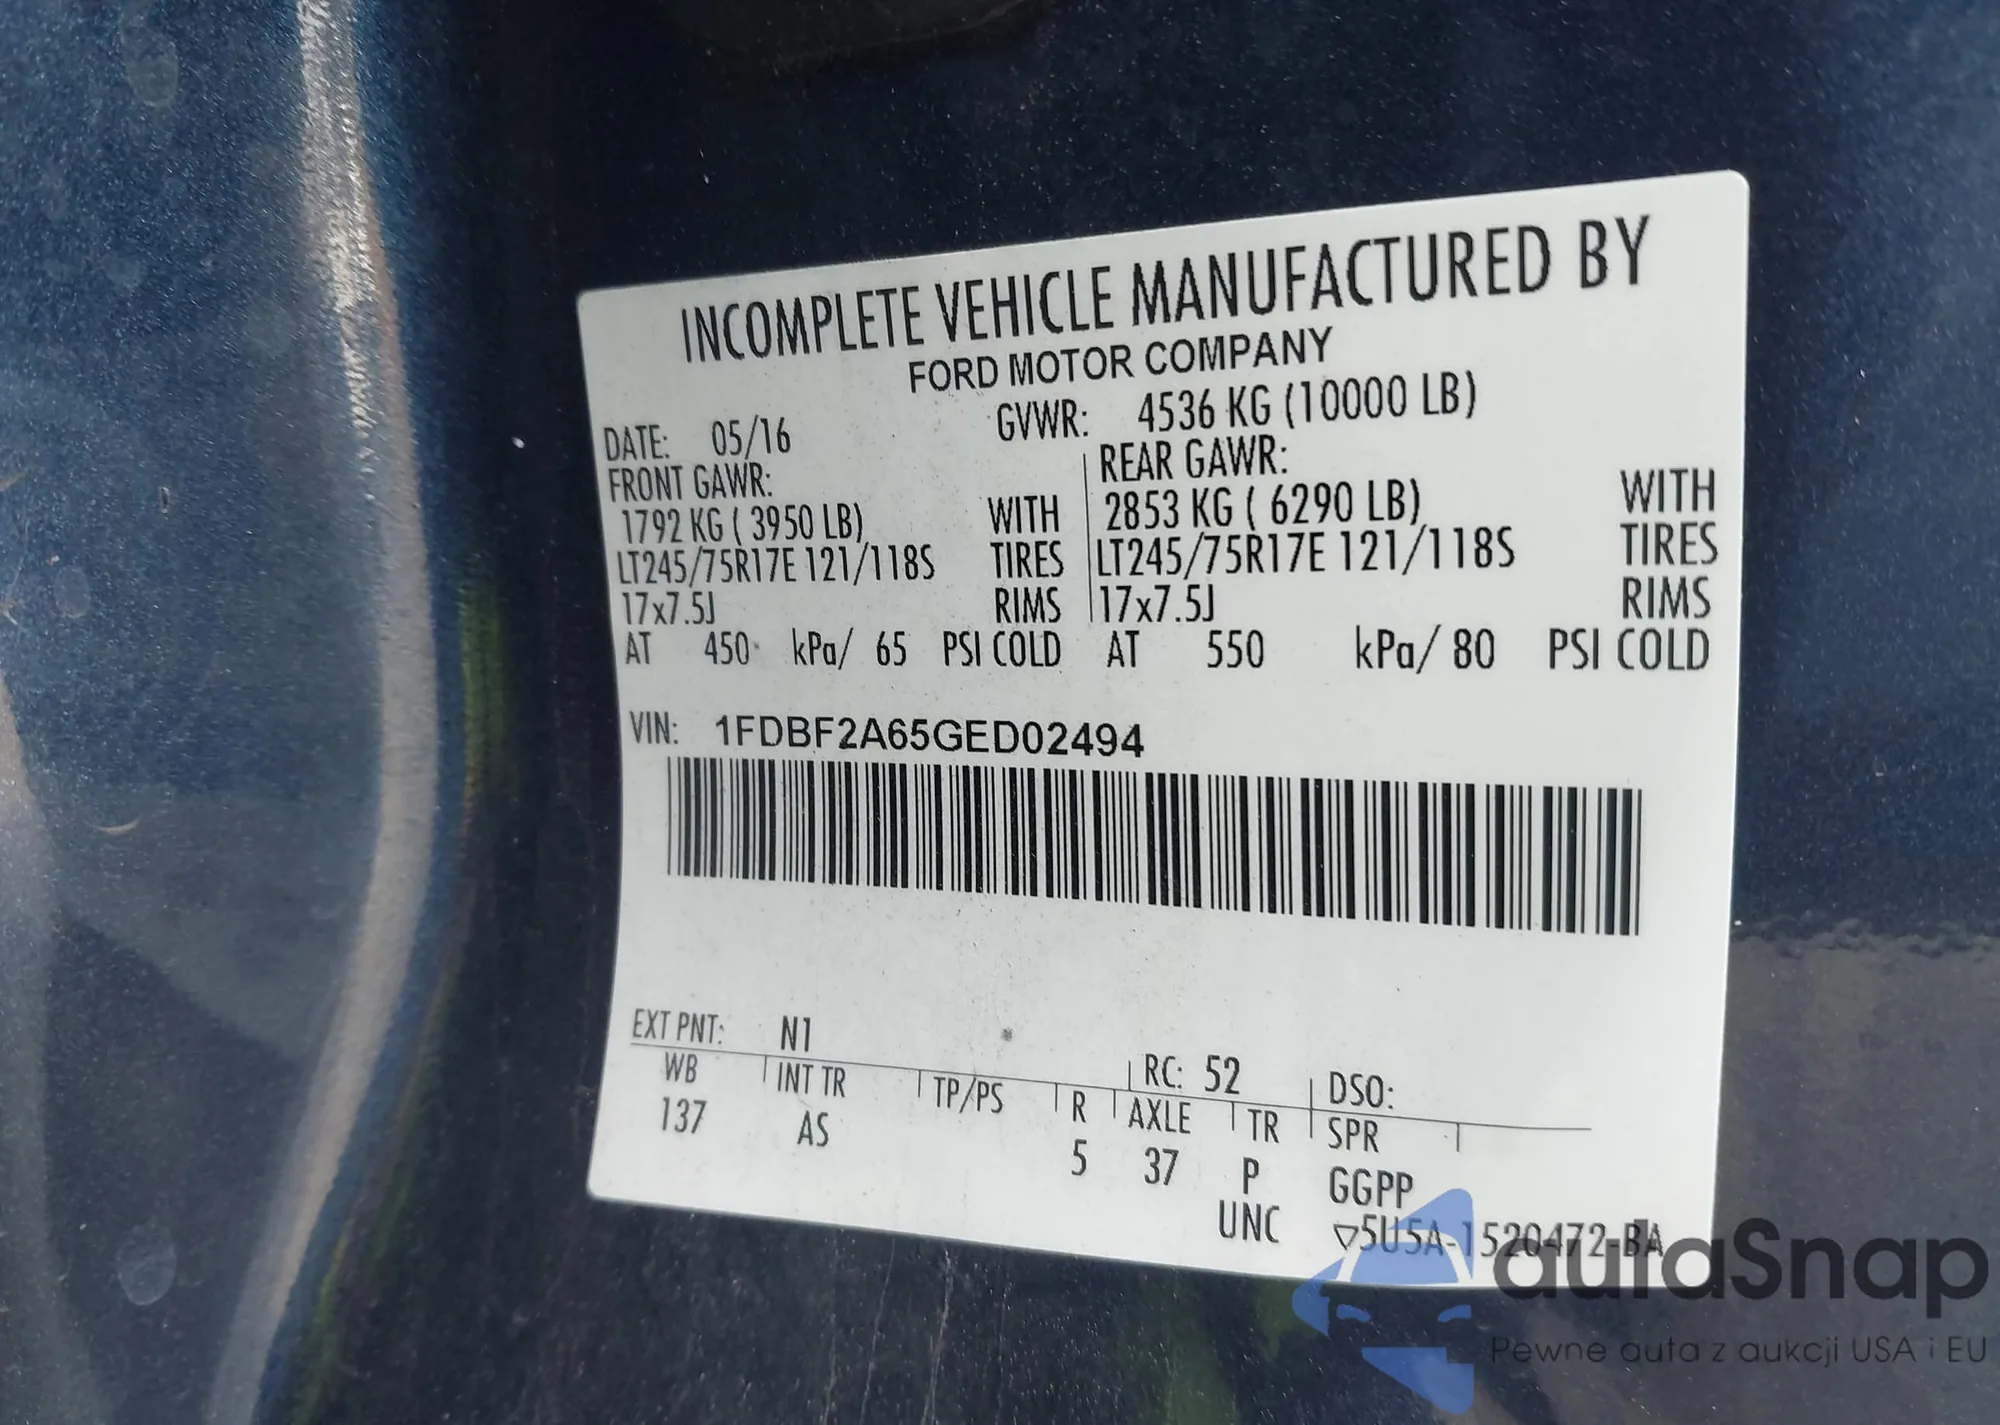 INCOMPLETE VEHICLE MANUFACTURED BY
FORD MOTOR COMPANY
DATE: 05/16 GVWR: 4536 KG (10000 LB)
FRONT GAWR: REAR GAWR:
1792 KG ( 3950 LB) WITH 2853 KG ( 6290 LB) WITH
LT245/75R17E 121/118S TIRES LT245/75R17E 121/118S TIRES
17x7.5J RIMS 17x7.5J RIMS
AT 450 kPa/ 65 PSI COLD AT 550 kPa/ 80 PSI COLD
VIN: 1FDBF2A65GED02494
EXT PNT: N1 RC: 52 DSO:
WB INT TR TP/PS R AXLE TR SPR
137 AS 5 37 P GGPP
UNC ▽5U5A-1520472-BA
autaSnap
Pewne auta z aukcji USA i EU